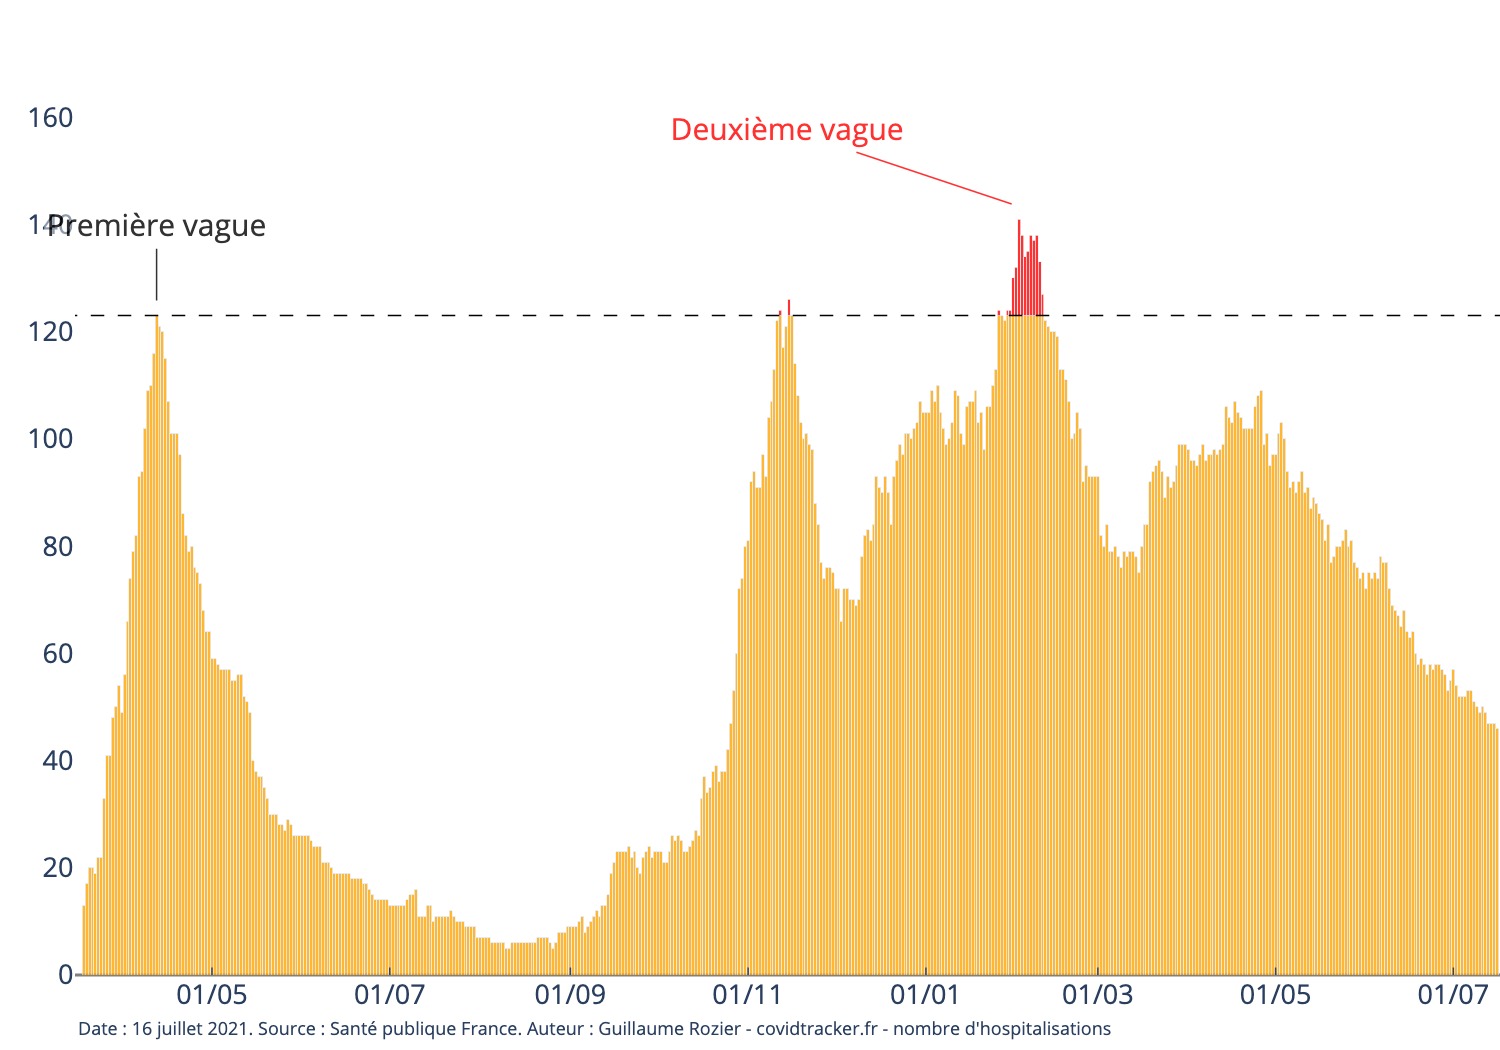 160
Deuxième vague
140
Première vague
120
100
80
60
40
20
0
01/05 01/07 01/09 01/11 01/01 01/03 01/05 01/07
Date : 16 juillet 2021. Source : Santé publique France. Auteur : Guillaume Rozier - covidtracker.fr - nombre d'hospitalisations